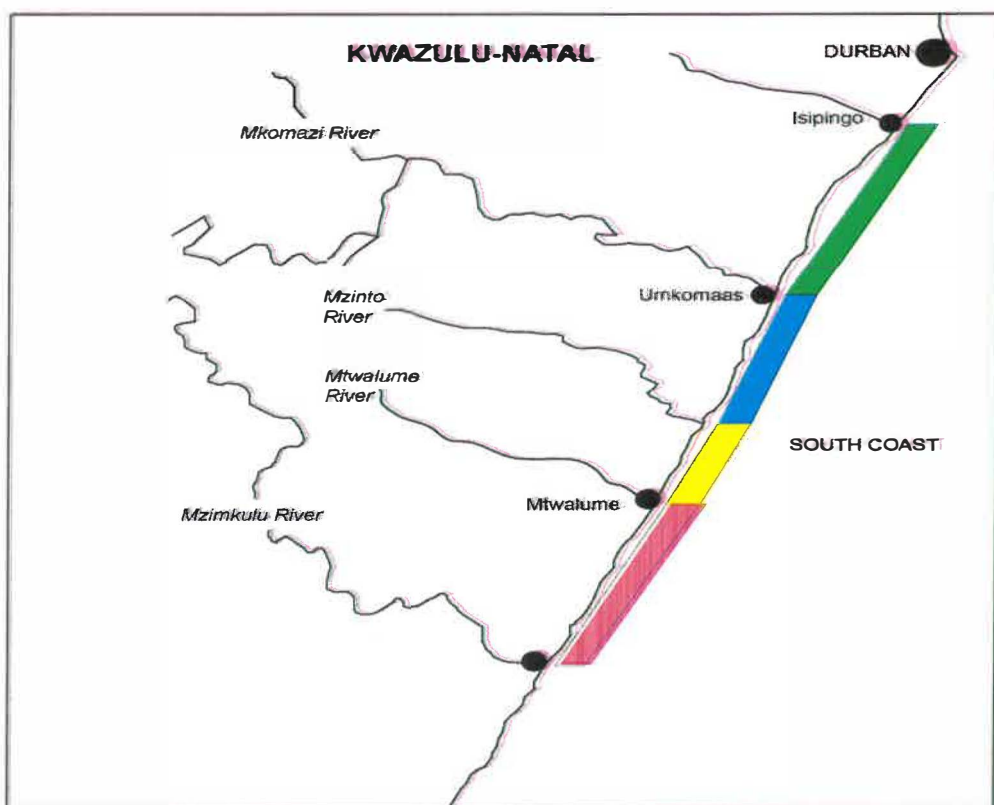 KWAZULU-NATAL
DURBAN
Isipingo
Mkomazi River
Umkomaas
Mzinto
River
Mtwalume
River
SOUTH COAST
Mtwalume
Mzimkulu River